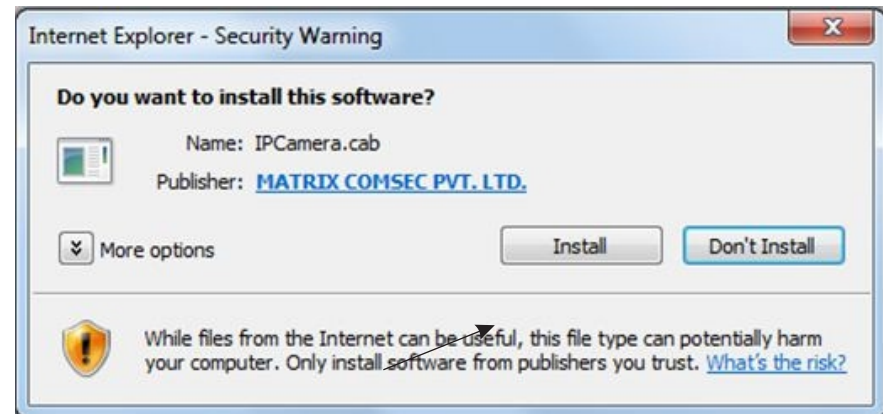 Internet Explorer - Security Warning
Do you want to install this software?
Name: IPCamera.cab
Publisher: MATRIX COMSEC PVT. LTD.
More options
Install
Don't Install
While files from the Internet can be useful, this file type can potentially harm
your computer. Only install software from publishers you trust. What's the risk?